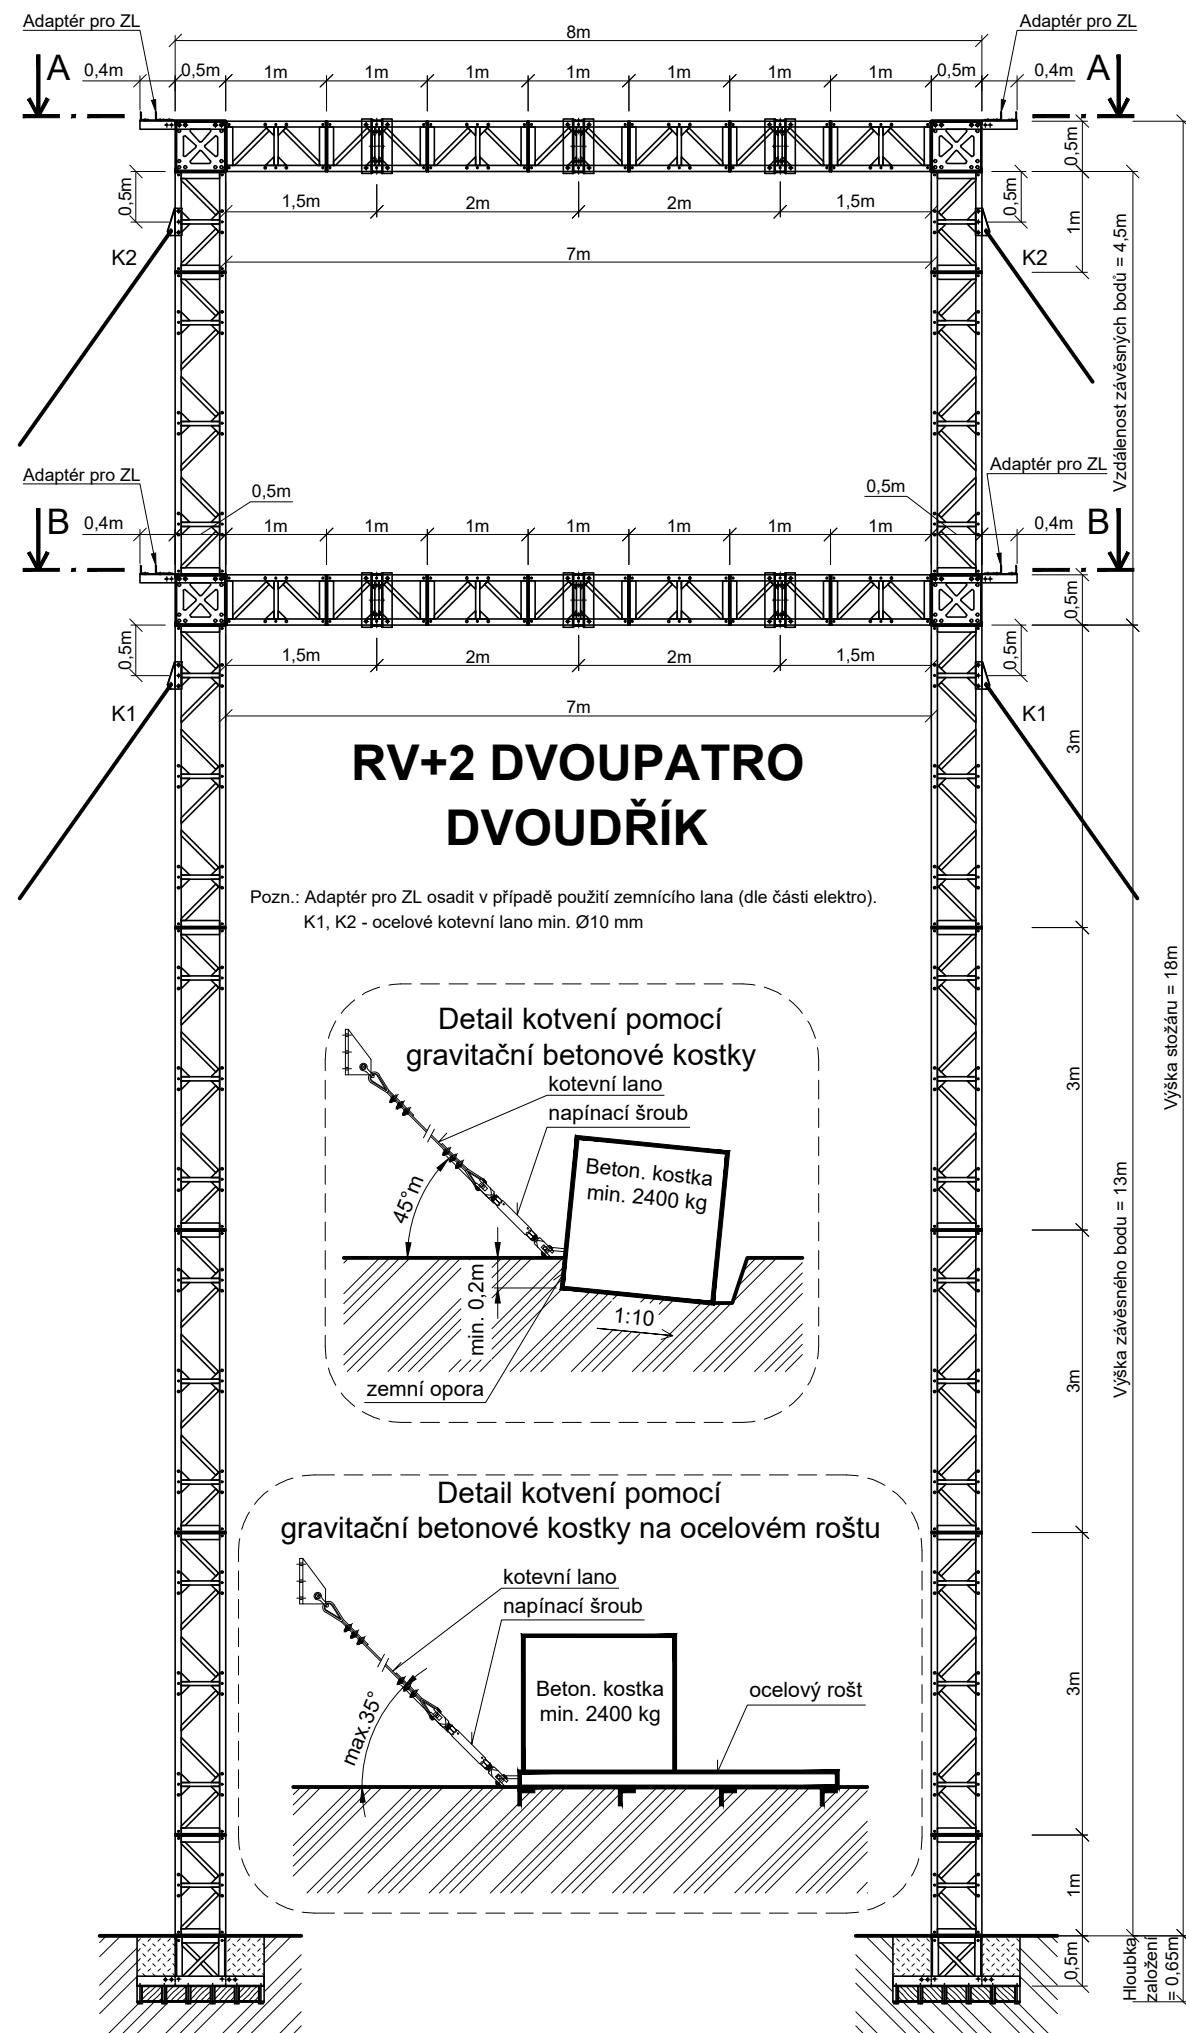 Adaptér pro ZL
Adaptér pro ZL
8m
A
A
0,4m
0,5m
1m
1m
1m
1m
1m
1m
1m
0,5m
0,4m
0,5m
0,5m
0,5m
1,5m
2m
2m
1,5m
1m
K2
K2
7m
Vzdálenost závěsných bodů = 4,5m
Adaptér pro ZL
Adaptér pro ZL
0,5m
0,5m
B
B
0,4m
1m
1m
1m
1m
1m
1m
1m
0,4m
0,5m
0,5m
0,5m
1,5m
2m
2m
1,5m
K1
K1
7m
3m
RV+2 DVOUPATRO
DVOUDŘÍK
Pozn.: Adaptér pro ZL osadit v případě použití zemnícího lana (dle části elektro).
K1, K2 - ocelové kotevní lano min. Ø10 mm
Výška stožáru = 18m
Detail kotvení pomocí
gravitační betonové kostky
kotevní lano
napínací šroub
3m
Beton. kostka
min. 2400 kg
45°m
min. 0,2m
1:10
zemní opora
Výška závěsného bodu = 13m
3m
Detail kotvení pomocí
gravitační betonové kostky na ocelovém roštu
kotevní lano
napínací šroub
Beton. kostka
min. 2400 kg
ocelový rošt
max.35°
3m
1m
0,5m
Hloubka
založení
= 0,65m